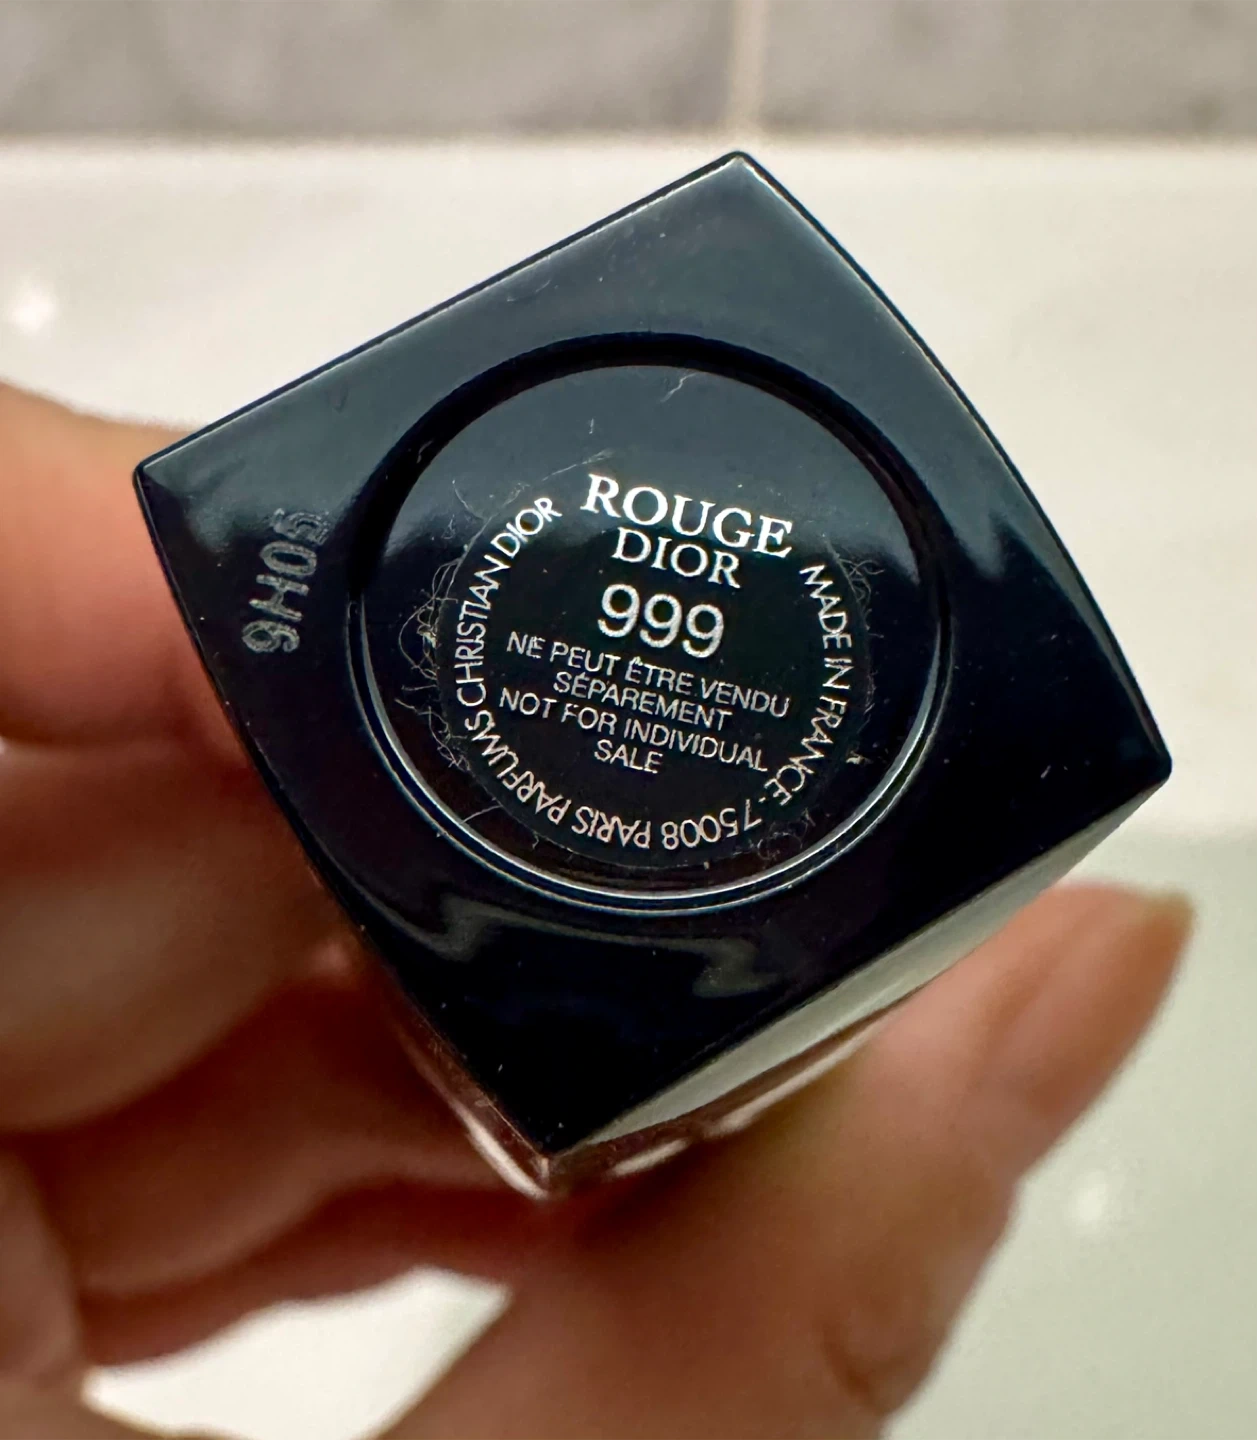 ROUGE
DIOR
999
NE PEUT ÊTRE VENDU
SÉPAREMENT
NOT FOR INDIVIDUAL
SALE
MADE IN FRANCE-75008 PARIS PARFUMS CHRISTIAN DIOR
9H05